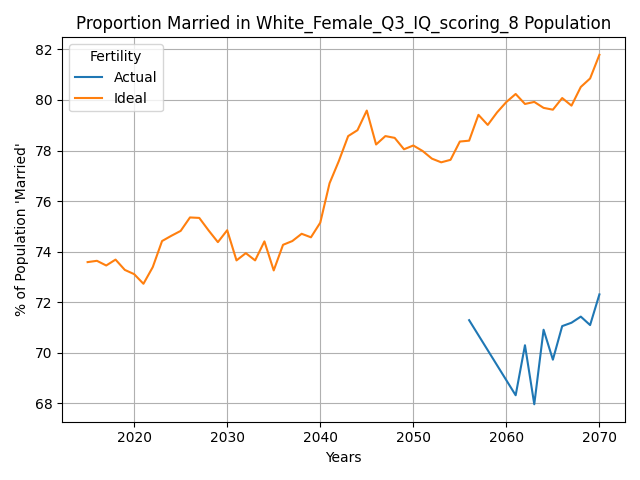 Proportion Married in White_Female_Q3_IQ_scoring_8 Population
Fertility
Actual
Ideal
% of Population 'Married'
82
80
78
76
74
72
70
68
2020
2030
2040
2050
2060
2070
Years